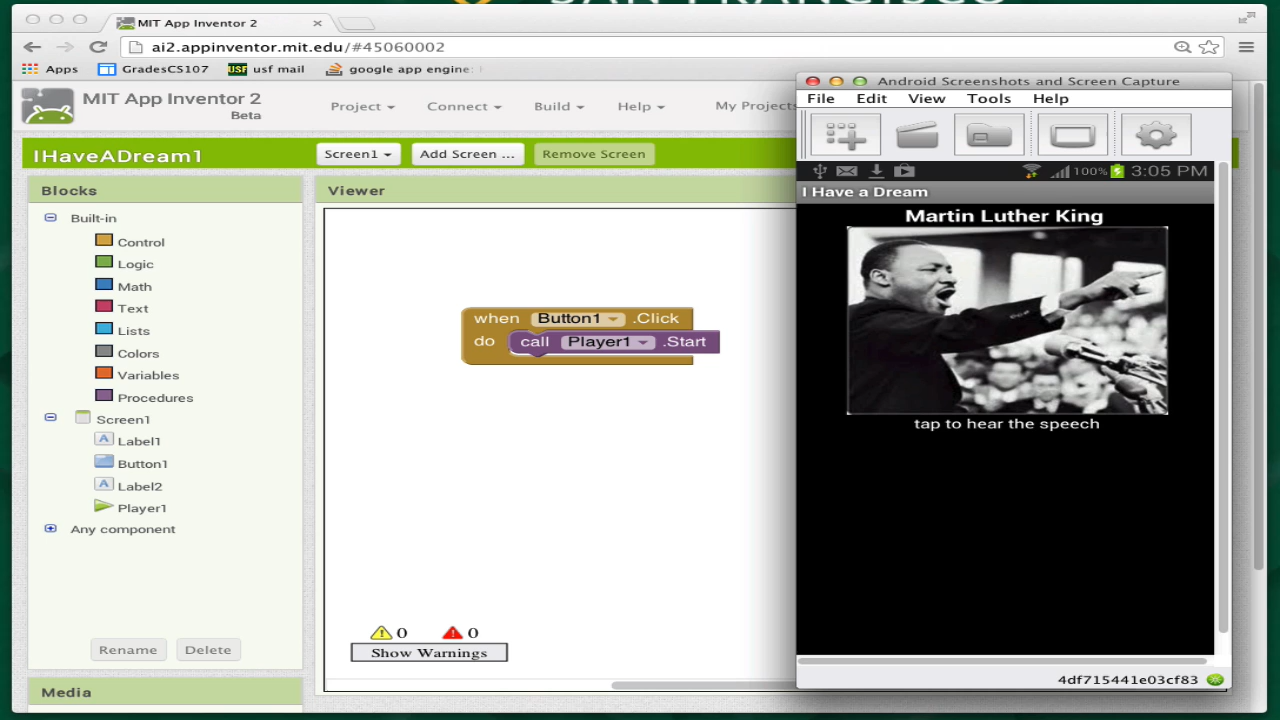 SAN FRANCISCO
MIT App Inventor 2
ai2.appinventor.mit.edu/#45060002
Apps GradesCS107 USF usf mail google app engine:
MIT App Inventor 2
Beta
Project Connect Build Help My Projects
IHaveADream1 Screen1 Add Screen ... Remove Screen
Blocks
Built-in
Control
Logic
Math
Text
Lists
Colors
Variables
Procedures
Screen1
Label1
Button1
Label2
Player1
Any component
Rename Delete
Media
Viewer
when Button1 .Click
do call Player1 .Start
0 0
Show Warnings
Android Screenshots and Screen Capture
File Edit View Tools Help
100% 3:05 PM
I Have a Dream
Martin Luther King
tap to hear the speech
4df715441e03cf83